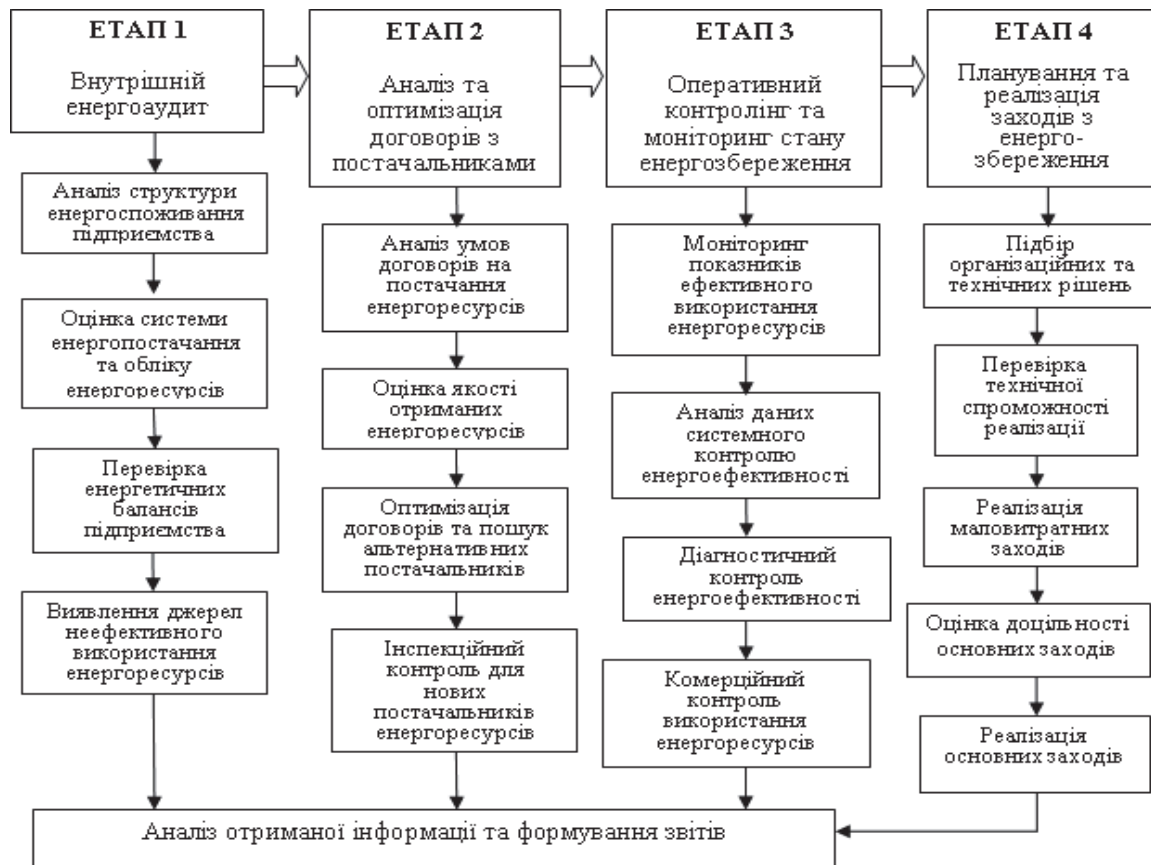 ЕТАП 1
Внутрішній
енергоаудит
Аналіз структури
енергоспоживання
підприємства
Оцінка системи
енергопостачання
та обліку
енергоресурсів
Перевірка
енергетичних
балансів
підприємства
Виявлення джерел
неефективного
використання
енергоресурсів
ЕТАП 2
Аналіз та
оптимізація
договорів з
постачальниками
Аналіз умов
договорів на
постачання
енергоресурсів
Оцінка якості
отриманих
енергоресурсів
Оптимізація
договорів та пошук
альтернативних
постачальників
Інспекційний
контроль для
нових
постачальників
енергоресурсів
ЕТАП 3
Оперативний
контролінг та
моніторинг стану
енергозбереження
Моніторинг
показників
ефективного
використання
енергоресурсів
Аналіз даних
системного
контролю
енергоефективності
Діагностичний
контроль
енергоефективності
Комерційний
контроль
використання
енергоресурсів
ЕТАП 4
Планування та
реалізація
заходів з
енерго-
збереження
Підбір
організаційних та
технічних рішень
Перевірка
технічної
спроможності
реалізації
Реалізація
маловитратних
заходів
Оцінка доцільності
основних заходів
Реалізація
основних заходів
Аналіз отриманої інформації та формування звітів